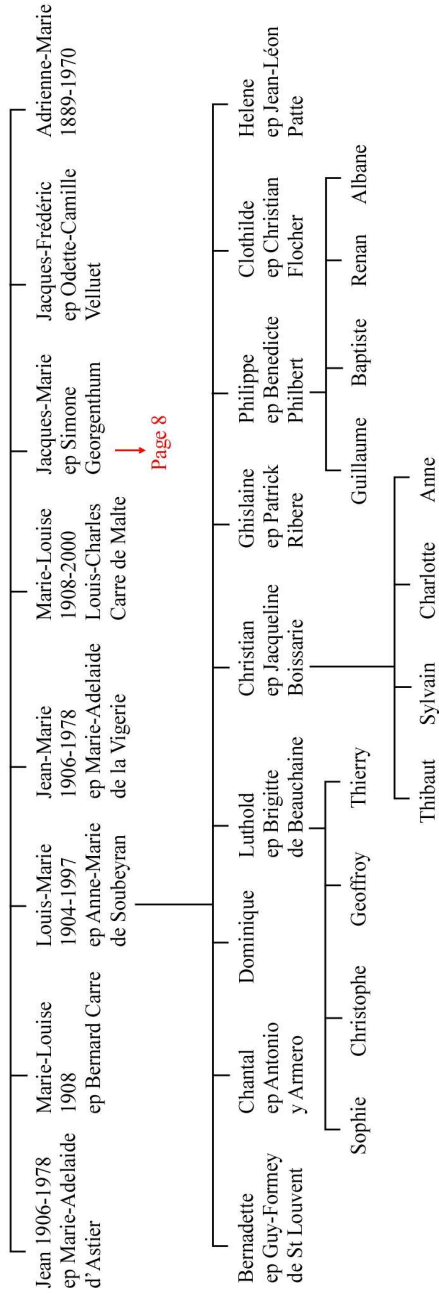 Jean 1906-1978
ep Marie-Adelaide
d'Astier
Marie-Louise
1908
ep Bernard Carre
Louis-Marie
1904-1997
ep Anne-Marie
de Soubeyran
Jean-Marie
1906-1978
ep Marie-Adelaide
de la Vigerie
Marie-Louise
1908-2000
Louis-Charles
Carre de Malte
Jacques-Marie
ep Simone
Georgenthum
Page 8
Jacques-Frédéric
ep Odette-Camille
Velluet
Adrienne-Marie
1889-1970
Bernadette
ep Guy-Formey
de St Louvent
Chantal
ep Antonio
y Armero
Dominique
Luthold
ep Brigitte
de Beauchaine
Christian
ep Jacqueline
Boissarie
Ghislaine
ep Patrick
Ribere
Philippe
ep Benedicte
Philbert
Clothilde
ep Christian
Flocher
Helene
ep Jean-Léon
Patte
Sophie
Christophe
Geoffroy
Thierry
Guillaume
Baptiste
Renan
Albane
Thibaut
Sylvain
Charlotte
Anne